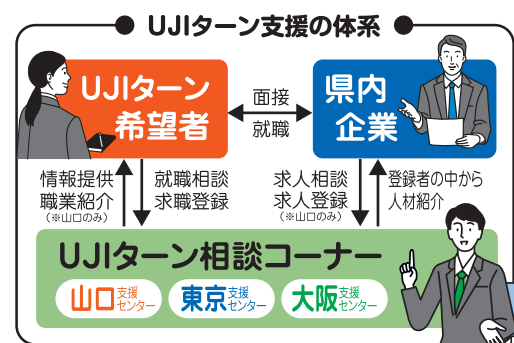 UJIターン支援の体系
UJIターン
希望者
面接
就職
県内
企業
情報提供
職業紹介
(※山口のみ)
就職相談
求職登録
求人相談
求人登録
(※山口のみ)
登録者の中から
人材紹介
UJIターン相談コーナー
山口支援センター
東京支援センター
大阪支援センター